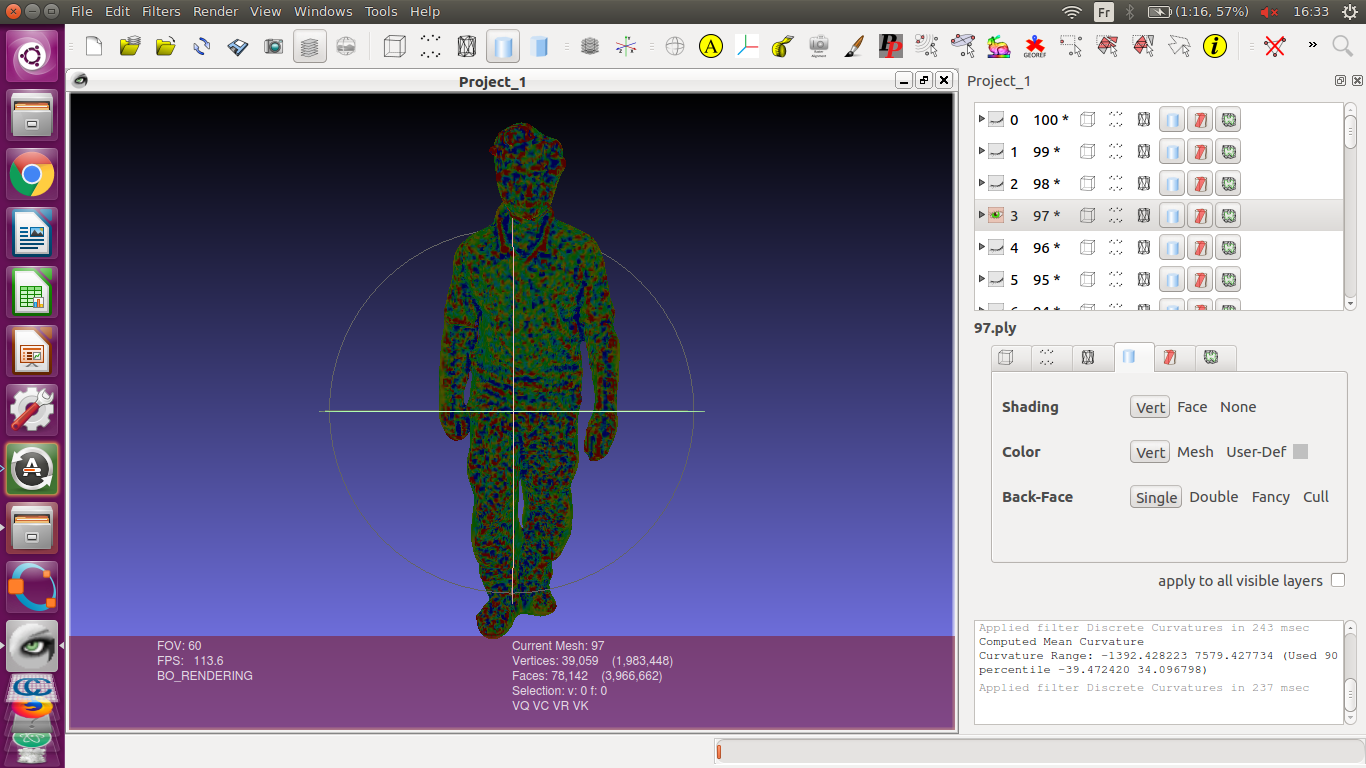 File Edit Filters Render View Windows Tools Help
Fr (1:16, 57%) 16:33
A PP GEOREF i »
Project_1
Project_1
0 100 *
1 99 *
2 98 *
3 97 *
4 96 *
5 95 *
97.ply
Shading Vert Face None
Color Vert Mesh User-Def
Back-Face Single Double Fancy Cull
apply to all visible layers
FOV: 60
FPS: 113.6
BO_RENDERING
Current Mesh: 97
Vertices: 39,059 (1,983,448)
Faces: 78,142 (3,966,662)
Selection: v: 0 f: 0
VQ VC VR VK
Applied filter Discrete Curvatures in 243 msec
Computed Mean Curvature
Curvature Range: -1392.428223 7579.427734 (Used 90
percentile -39.472420 34.096798)
Applied filter Discrete Curvatures in 237 msec